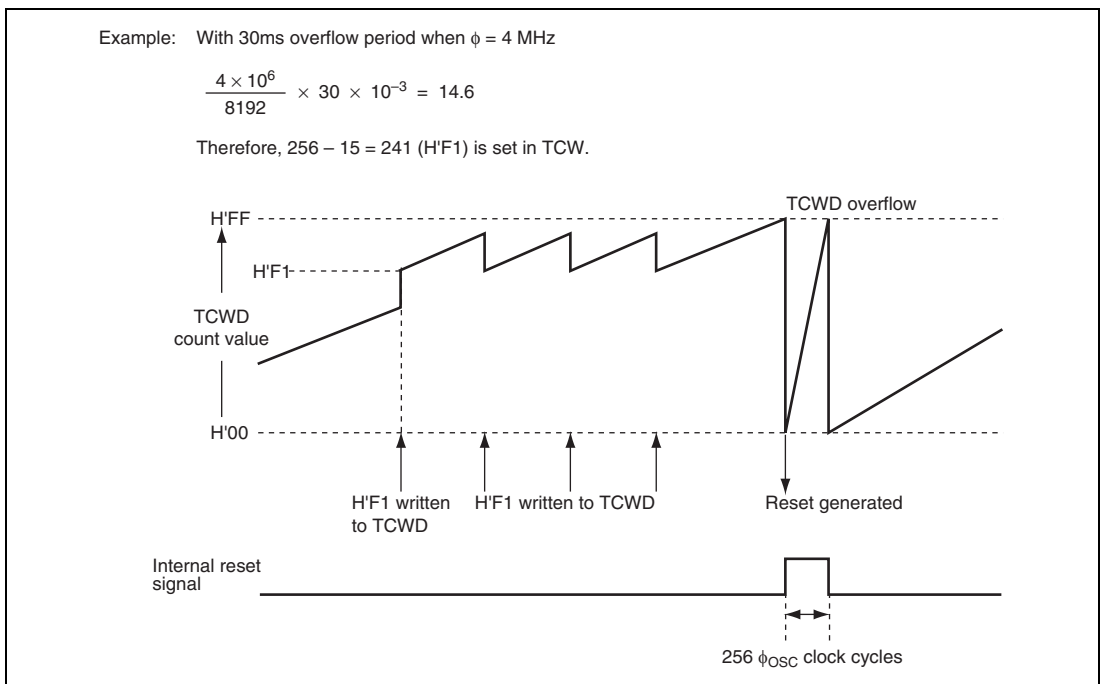 Example: With 30ms overflow period when ϕ = 4 MHz
4 × 10⁶
8192
× 30 × 10⁻³ = 14.6
Therefore, 256 – 15 = 241 (H'F1) is set in TCW.
TCWD overflow
H'FF
H'F1
TCWD
count value
H'00
H'F1 written
to TCWD
H'F1 written to TCWD
Reset generated
Internal reset
signal
256 ϕOSC clock cycles